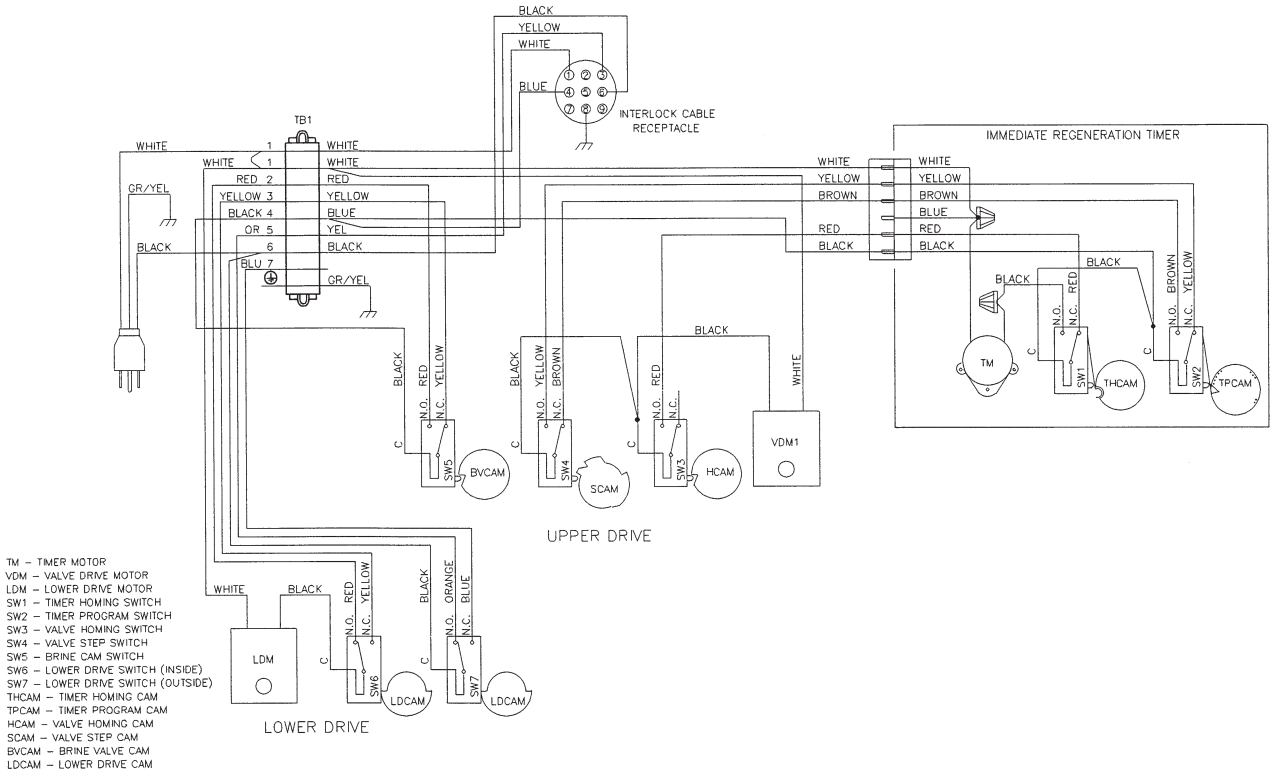 BLACK
YELLOW
WHITE
1 2 3
BLUE
4 5 6
7 8 9
INTERLOCK CABLE
RECEPTACLE
TB1
WHITE 1 WHITE
WHITE 1 WHITE
RED 2 RED
YELLOW 3 YELLOW
BLACK 4 BLUE
OR 5 YEL
BLACK 6 BLACK
BLU 7
GR/YEL
GR/YEL
IMMEDIATE REGENERATION TIMER
WHITE WHITE
YELLOW YELLOW
BROWN BROWN
BLUE
RED RED
BLACK BLACK
BLACK
BLACK
N.O.
N.C. RED
C
SW1
THCAM
TM
N.O. BROWN
N.C. YELLOW
C
SW2
TPCAM
BLACK
C
N.O. RED
N.C. YELLOW
SW5
BVCAM
BLACK
C
N.O. YELLOW
N.C. BROWN
SW4
SCAM
BLACK
C
N.O. RED
N.C.
SW3
HCAM
WHITE
VDM1
UPPER DRIVE
WHITE
BLACK
LDM
C
N.O. RED
N.C. YELLOW
SW6
LDCAM
BLACK
C
N.O. ORANGE
N.C. BLUE
SW7
LDCAM
LOWER DRIVE
TM – TIMER MOTOR
VDM – VALVE DRIVE MOTOR
LDM – LOWER DRIVE MOTOR
SW1 – TIMER HOMING SWITCH
SW2 – TIMER PROGRAM SWITCH
SW3 – VALVE HOMING SWITCH
SW4 – VALVE STEP SWITCH
SW5 – BRINE CAM SWITCH
SW6 – LOWER DRIVE SWITCH (INSIDE)
SW7 – LOWER DRIVE SWITCH (OUTSIDE)
THCAM – TIMER HOMING CAM
TPCAM – TIMER PROGRAM CAM
HCAM – VALVE HOMING CAM
SCAM – VALVE STEP CAM
BVCAM – BRINE VALVE CAM
LDCAM – LOWER DRIVE CAM